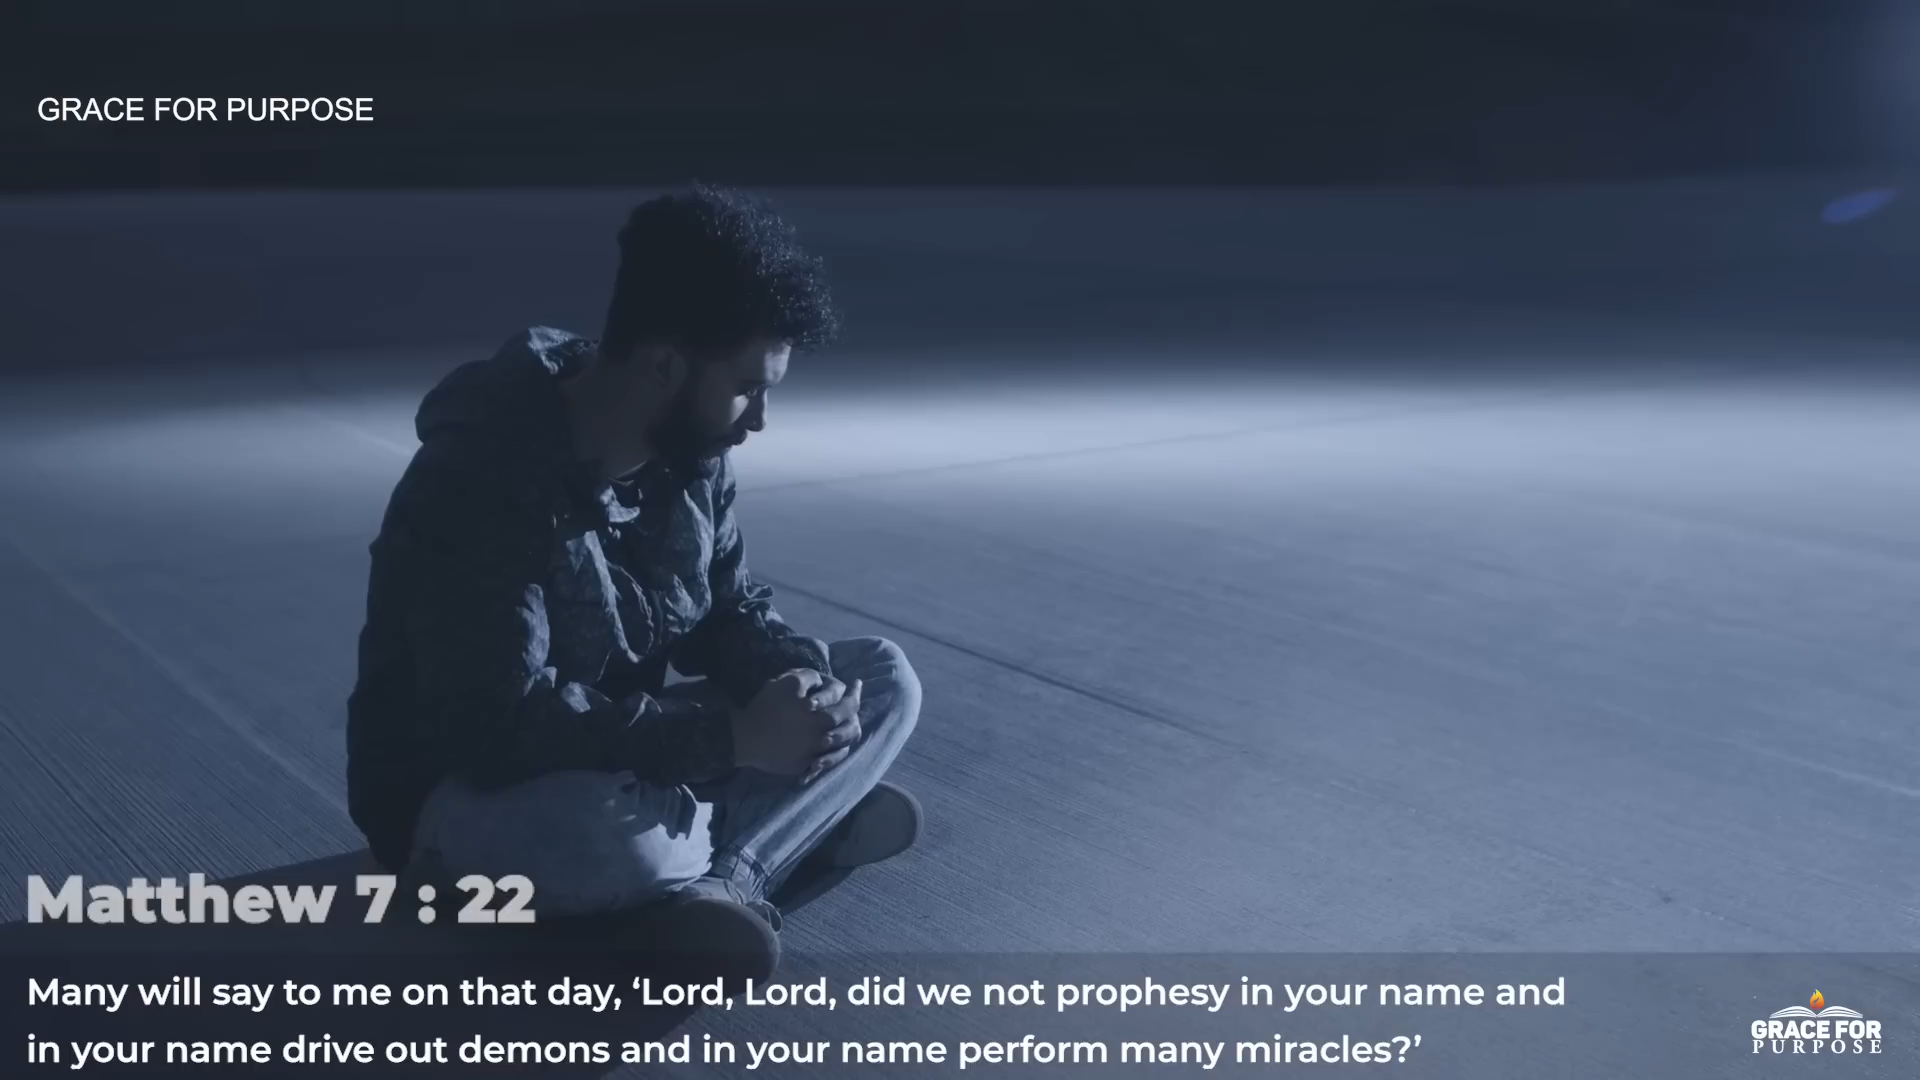 GRACE FOR PURPOSE
Matthew 7 : 22
Many will say to me on that day, ‘Lord, Lord, did we not prophesy in your name and
in your name drive out demons and in your name perform many miracles?’
GRACE FOR
PURPOSE